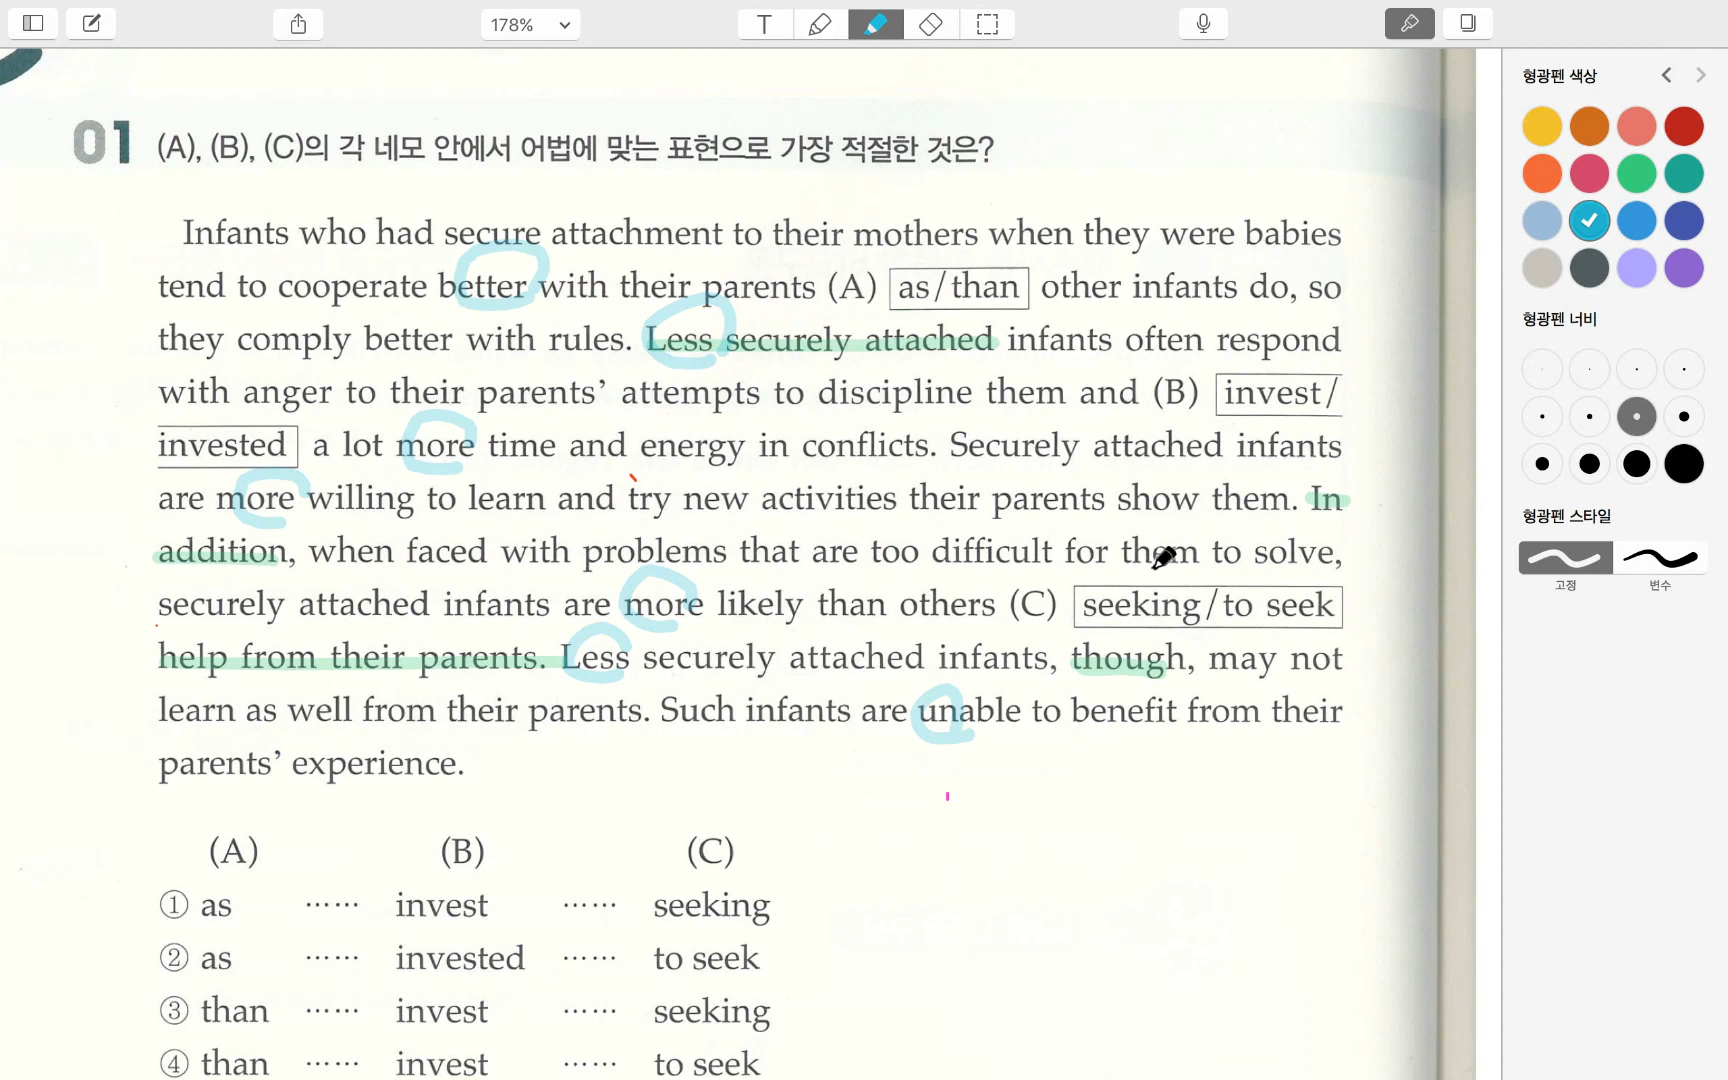 178%
T
형광펜 색상
01 (A), (B), (C)의 각 네모 안에서 어법에 맞는 표현으로 가장 적절한 것은?
Infants who had secure attachment to their mothers when they were babies
tend to cooperate better with their parents (A) as/than other infants do, so
they comply better with rules. Less securely attached infants often respond
with anger to their parents’ attempts to discipline them and (B) invest/
invested a lot more time and energy in conflicts. Securely attached infants
are more willing to learn and try new activities their parents show them. In
addition, when faced with problems that are too difficult for them to solve,
securely attached infants are more likely than others (C) seeking/to seek
help from their parents. Less securely attached infants, though, may not
learn as well from their parents. Such infants are unable to benefit from their
parents’ experience.
(A) (B) (C)
① as ······ invest ······ seeking
② as ······ invested ······ to seek
③ than ······ invest ······ seeking
④ than ······ invest ······ to seek
형광펜 너비
형광펜 스타일
고정 변수